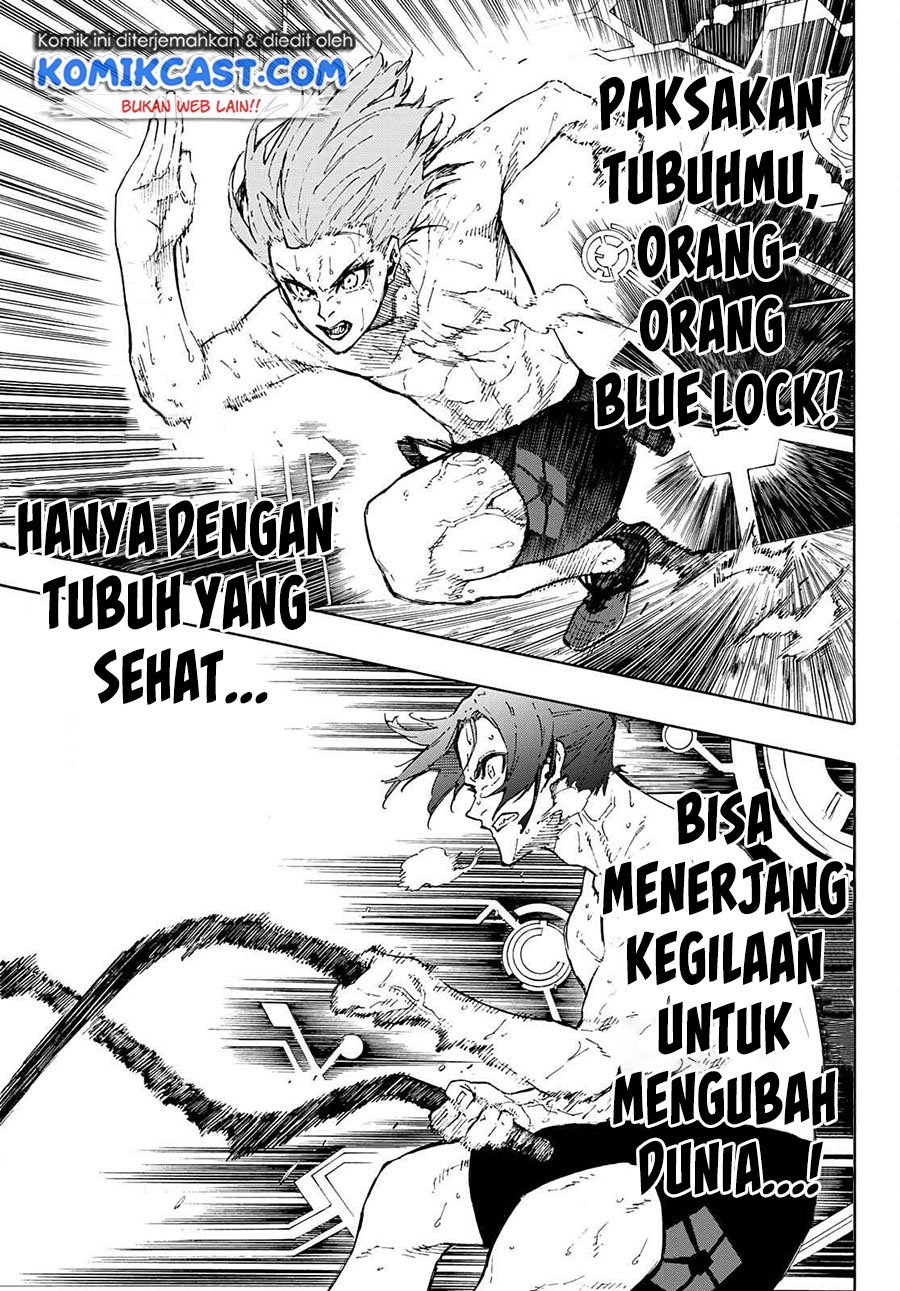 Komik ini diterjemahkan & diedit oleh
KOMIKCAST.COM
BUKAN WEB LAIN!!
PAKSAKAN
TUBUHMU,
ORANG-
ORANG
BLUE LOCK!
HANYA DENGAN
TUBUH YANG
SEHAT...
BISA
MENERJANG
KEGILAAN
UNTUK
MENGUBAH
DUNIA....!